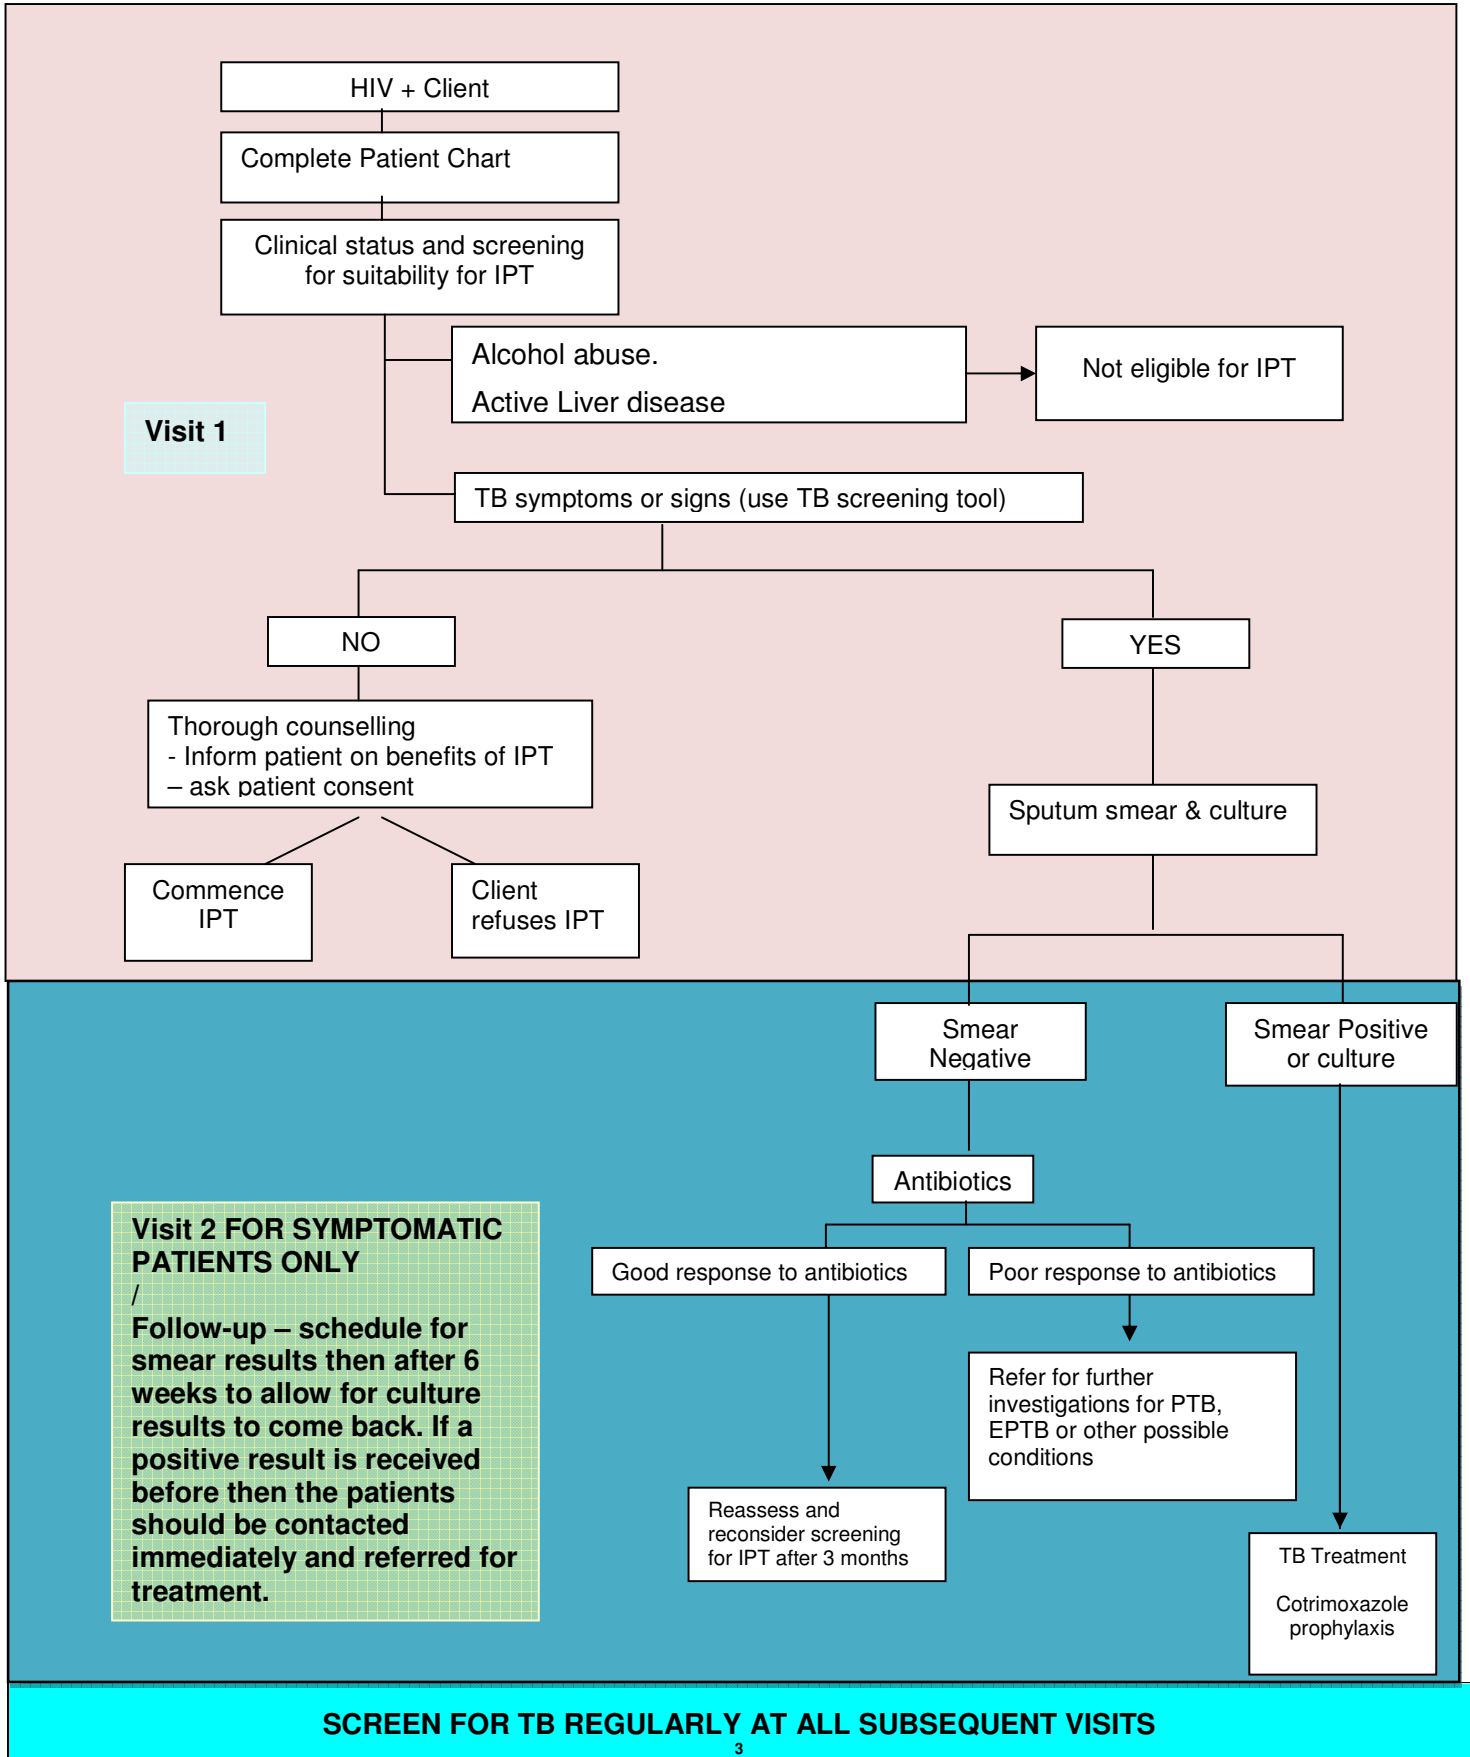 HIV + Client
Complete Patient Chart
Clinical status and screening
for suitability for IPT
Alcohol abuse.
Active Liver disease
Not eligible for IPT
Visit 1
TB symptoms or signs (use TB screening tool)
NO
YES
Thorough counselling
- Inform patient on benefits of IPT
– ask patient consent
Sputum smear & culture
Commence
IPT
Client
refuses IPT
Smear
Negative
Smear Positive
or culture
Antibiotics
Good response to antibiotics
Poor response to antibiotics
Visit 2 FOR SYMPTOMATIC
PATIENTS ONLY
/
Follow-up – schedule for
smear results then after 6
weeks to allow for culture
results to come back. If a
positive result is received
before then the patients
should be contacted
immediately and referred for
treatment.
Refer for further
investigations for PTB,
EPTB or other possible
conditions
Reassess and
reconsider screening
for IPT after 3 months
TB Treatment
Cotrimoxazole
prophylaxis
SCREEN FOR TB REGULARLY AT ALL SUBSEQUENT VISITS
3